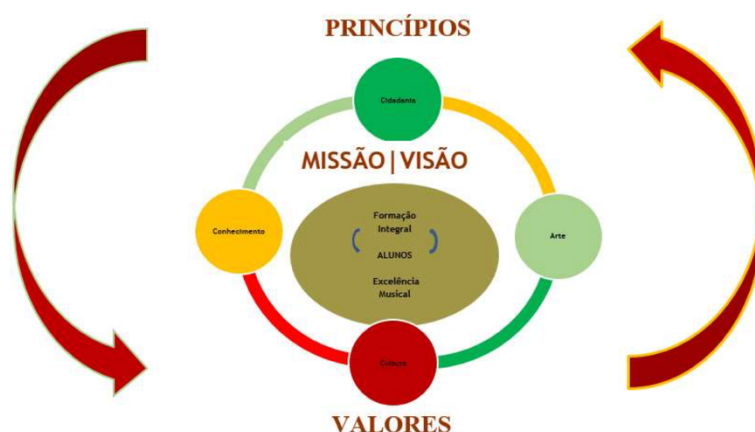 PRINCÍPIOS
Cidadania
MISSÃO | VISÃO
Conhecimento
Formação
Integral
ALUNOS
Excelência
Musical
Arte
Cultura
VALORES